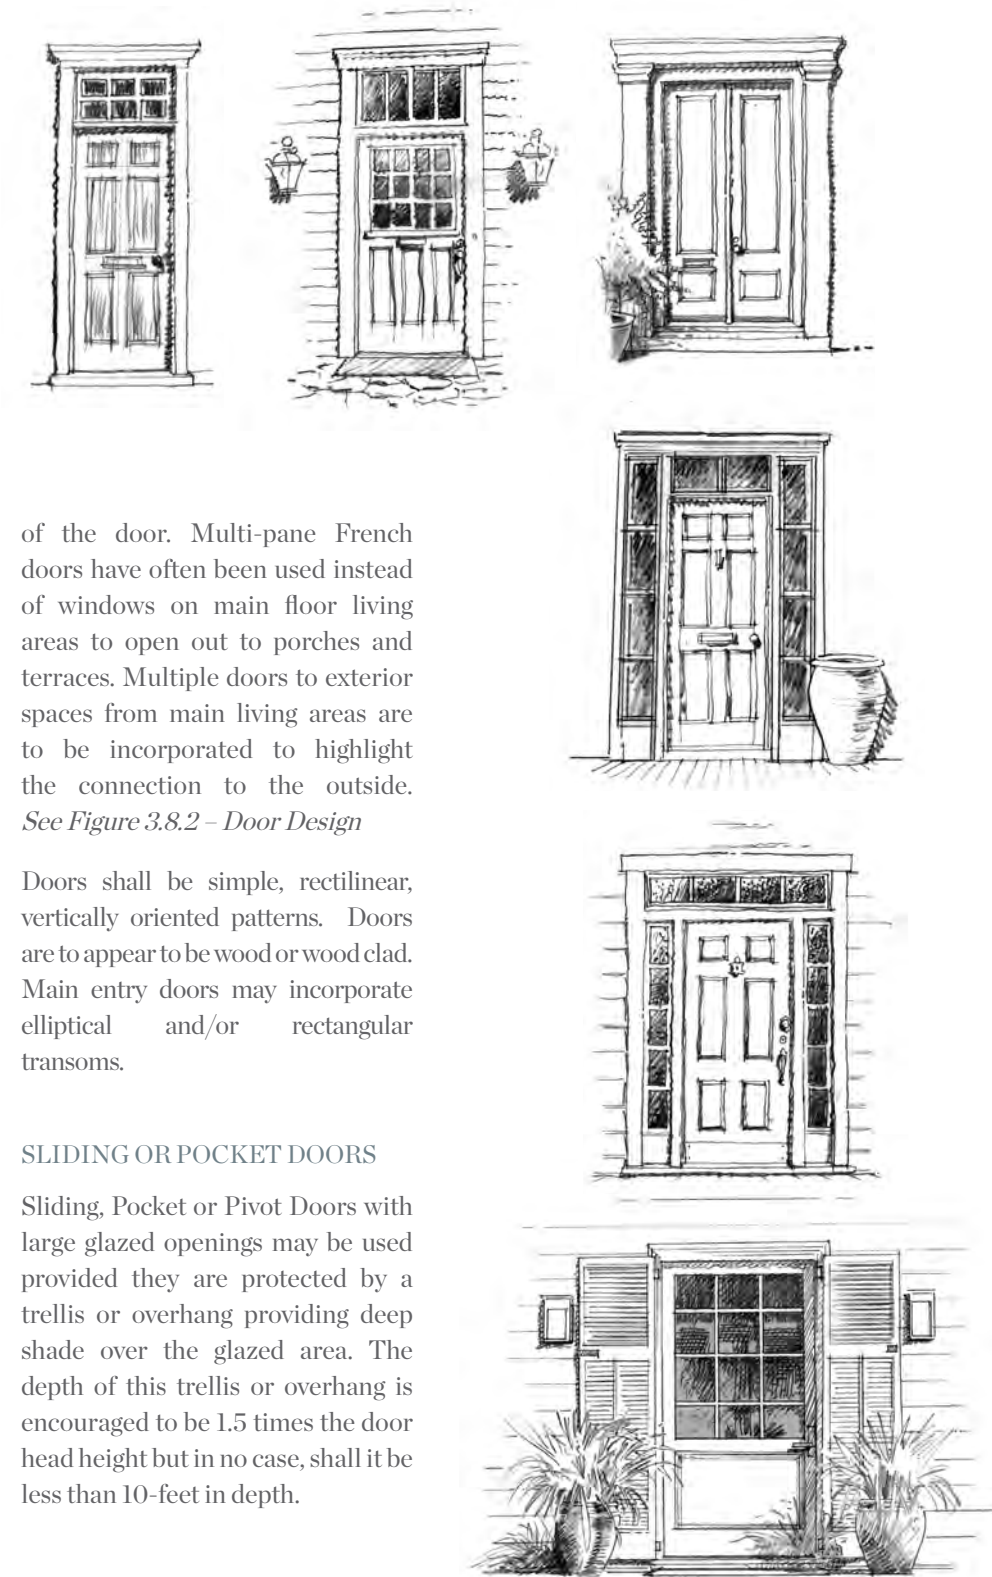 of the door. Multi-pane French
doors have often been used instead
of windows on main floor living
areas to open out to porches and
terraces. Multiple doors to exterior
spaces from main living areas are
to be incorporated to highlight
the connection to the outside.
See Figure 3.8.2 – Door Design
Doors shall be simple, rectilinear,
vertically oriented patterns. Doors
are to appear to be wood or wood clad.
Main entry doors may incorporate
elliptical and/or rectangular
transoms.
SLIDING OR POCKET DOORS
Sliding, Pocket or Pivot Doors with
large glazed openings may be used
provided they are protected by a
trellis or overhang providing deep
shade over the glazed area. The
depth of this trellis or overhang is
encouraged to be 1.5 times the door
head height but in no case, shall it be
less than 10-feet in depth.